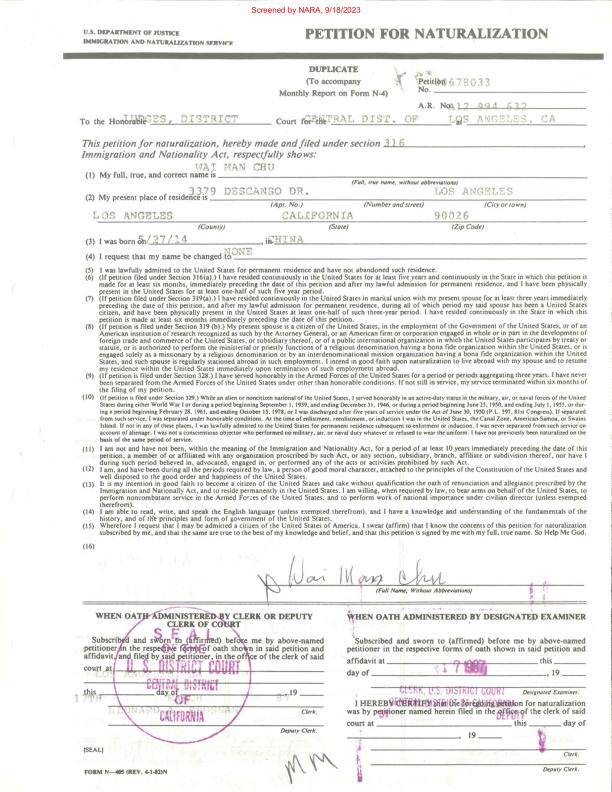 Screened by NARA, 9/18/2023
U.S. DEPARTMENT OF JUSTICE
IMMIGRATION AND NATURALIZATION SERVICE
PETITION FOR NATURALIZATION
DUPLICATE
(To accompany
Monthly Report on Form N-4)
Petition No. 678033
A.R. No. 12 994 632
To the Honorable JUDGES, DISTRICT Court for the CENTRAL DIST. OF at LOS ANGELES, CA
This petition for naturalization, hereby made and filed under section 316,
Immigration and Nationality Act, respectfully shows:
(1) My full, true, and correct name is WAI MAN CHU
(Full, true name, without abbreviations)
(2) My present place of residence is 3379 DESCANSO DR. LOS ANGELES
(Apt. No.) (Number and street) (City or town)
LOS ANGELES CALIFORNIA 90026
(County) (State) (Zip Code)
(3) I was born on 5/27/14, in CHINA
(4) I request that my name be changed to NONE
(5) I was lawfully admitted to the United States for permanent residence and have not abandoned such residence.
(6) (If petition filed under Section 316(a).) I have resided continuously in the United States for at least five years and continuously in the State in which this petition is
made for at least six months, immediately preceding the date of this petition and after my lawful admission for permanent residence, and I have been physically
present in the United States for at least one-half of such five year period.
(7) (If petition filed under Section 319(a).) I have resided continuously in the United States in marital union with my present spouse for at least three years immediately
preceding the date of this petition, and after my lawful admission for permanent residence, during all of which period my said spouse has been a United States
citizen, and have been physically present in the United States at least one-half of such three-year period. I have resided continuously in the State in which this
petition is made at least six months immediately preceding the date of this petition.
(8) (If petition is filed under Section 319 (b).) My present spouse is a citizen of the United States, in the employment of the Government of the United States, or of an
American institution of research recognized as such by the Attorney General, or an American firm or corporation engaged in whole or in part in the development of
foreign trade and commerce of the United States, or subsidiary thereof, or of a public international organization in which the United States participates by treaty or
statute, or is authorized to perform the ministerial or priestly functions of a religious denomination having a bona fide organization within the United States, or is
engaged solely as a missionary by a religious denomination or by an interdenominational mission organization having a bona fide organization within the United
States, and such spouse is regularly stationed abroad in such employment. I intend in good faith upon naturalization to live abroad with my spouse and to resume
my residence within the United States immediately upon termination of such employment abroad.
(9) (If petition is filed under Section 328.) I have served honorably in the Armed Forces of the United States for a period or periods aggregating three years. I have never
been separated from the Armed Forces of the United States under other than honorable conditions. If not still in service, my service terminated within six months of
the filing of my petition.
(10) (If petition is filed under section 329.) While an alien or noncitizen national of the United States, I served honorably in an active-duty status in the military, air, or naval forces of the United
States during either World War I or during a period beginning September 1, 1939, and ending December 31, 1946, or during a period beginning June 25, 1950, and ending July 1, 1955, or dur-
ing a period beginning February 28, 1961, and ending October 15, 1978, or was discharged after five years of service under the Act of June 30, 1950 (P.L. 597, 81st Congress). If separated
from such service, I was separated under honorable conditions. At the time of enlistment, reenlistment, or induction I was in the United States, the Canal Zone, American Samoa, or Swains
Island. If not in any of these places, I was lawfully admitted to the United States for permanent residence subsequent to enlistment or induction. I was never separated from such service on
account of alienage. I was not a conscientious objector who performed no military, air, or naval duty whatever or refused to wear the uniform. I have not previously been naturalized on the
basis of the same period of service.
(11) I am not and have not been, within the meaning of the Immigration and Nationality Act, for a period of at least 10 years immediately preceding the date of this
petition, a member of or affiliated with any organization proscribed by such Act, or any section, subsidiary, branch, affiliate or subdivision thereof, nor have I
during such period believed in, advocated, engaged in, or performed any of the acts or activities prohibited by such Act.
(12) I am, and have been during all the periods required by law, a person of good moral character, attached to the principles of the Constitution of the United States and
well disposed to the good order and happiness of the United States.
(13) It is my intention in good faith to become a citizen of the United States and take without qualification the oath of renunciation and allegiance prescribed by the
Immigration and Nationality Act, and to reside permanently in the United States. I am willing, when required by law, to bear arms on behalf of the United States, to
perform noncombatant service in the Armed Forces of the United States, and to perform work of national importance under civilian director (unless exempted
therefrom).
(14) I am able to read, write, and speak the English language (unless exempted therefrom), and I have a knowledge and understanding of the fundamentals of the
history, and of the principles and form of government of the United States.
(15) Wherefore I request that I may be admitted a citizen of the United States of America. I swear (affirm) that I know the contents of this petition for naturalization
subscribed by me, and that the same are true to the best of my knowledge and belief, and that this petition is signed by me with my full, true name. So Help Me God.
(16)
X Wai Man Chu
(Full Name, Without Abbreviations)
WHEN OATH ADMINISTERED BY CLERK OR DEPUTY
CLERK OF COURT
Subscribed and sworn to (affirmed) before me by above-named
petitioner in the respective forms of oath shown in said petition and
affidavit, and filed by said petitioner, in the office of the clerk of said
court at LOS ANGELES
this 17TH day of , 19 87
Clerk.
Deputy Clerk.
[SEAL]
SEAL
U. S. DISTRICT COURT
CENTRAL DISTRICT
OF
CALIFORNIA
WHEN OATH ADMINISTERED BY DESIGNATED EXAMINER
Subscribed and sworn to (affirmed) before me by above-named
petitioner in the respective forms of oath shown in said petition and
affidavit at this
day of 17 1987, 19
CLERK, U.S. DISTRICT COURT
Designated Examiner.
I HEREBY CERTIFY that the foregoing petition for naturalization
was by petitioner named herein filed in the office of the clerk of said
court at BY DEPUTY this day of
, 19
Clerk.
Deputy Clerk.
MM
FORM N—405 (REV. 4-1-82)N